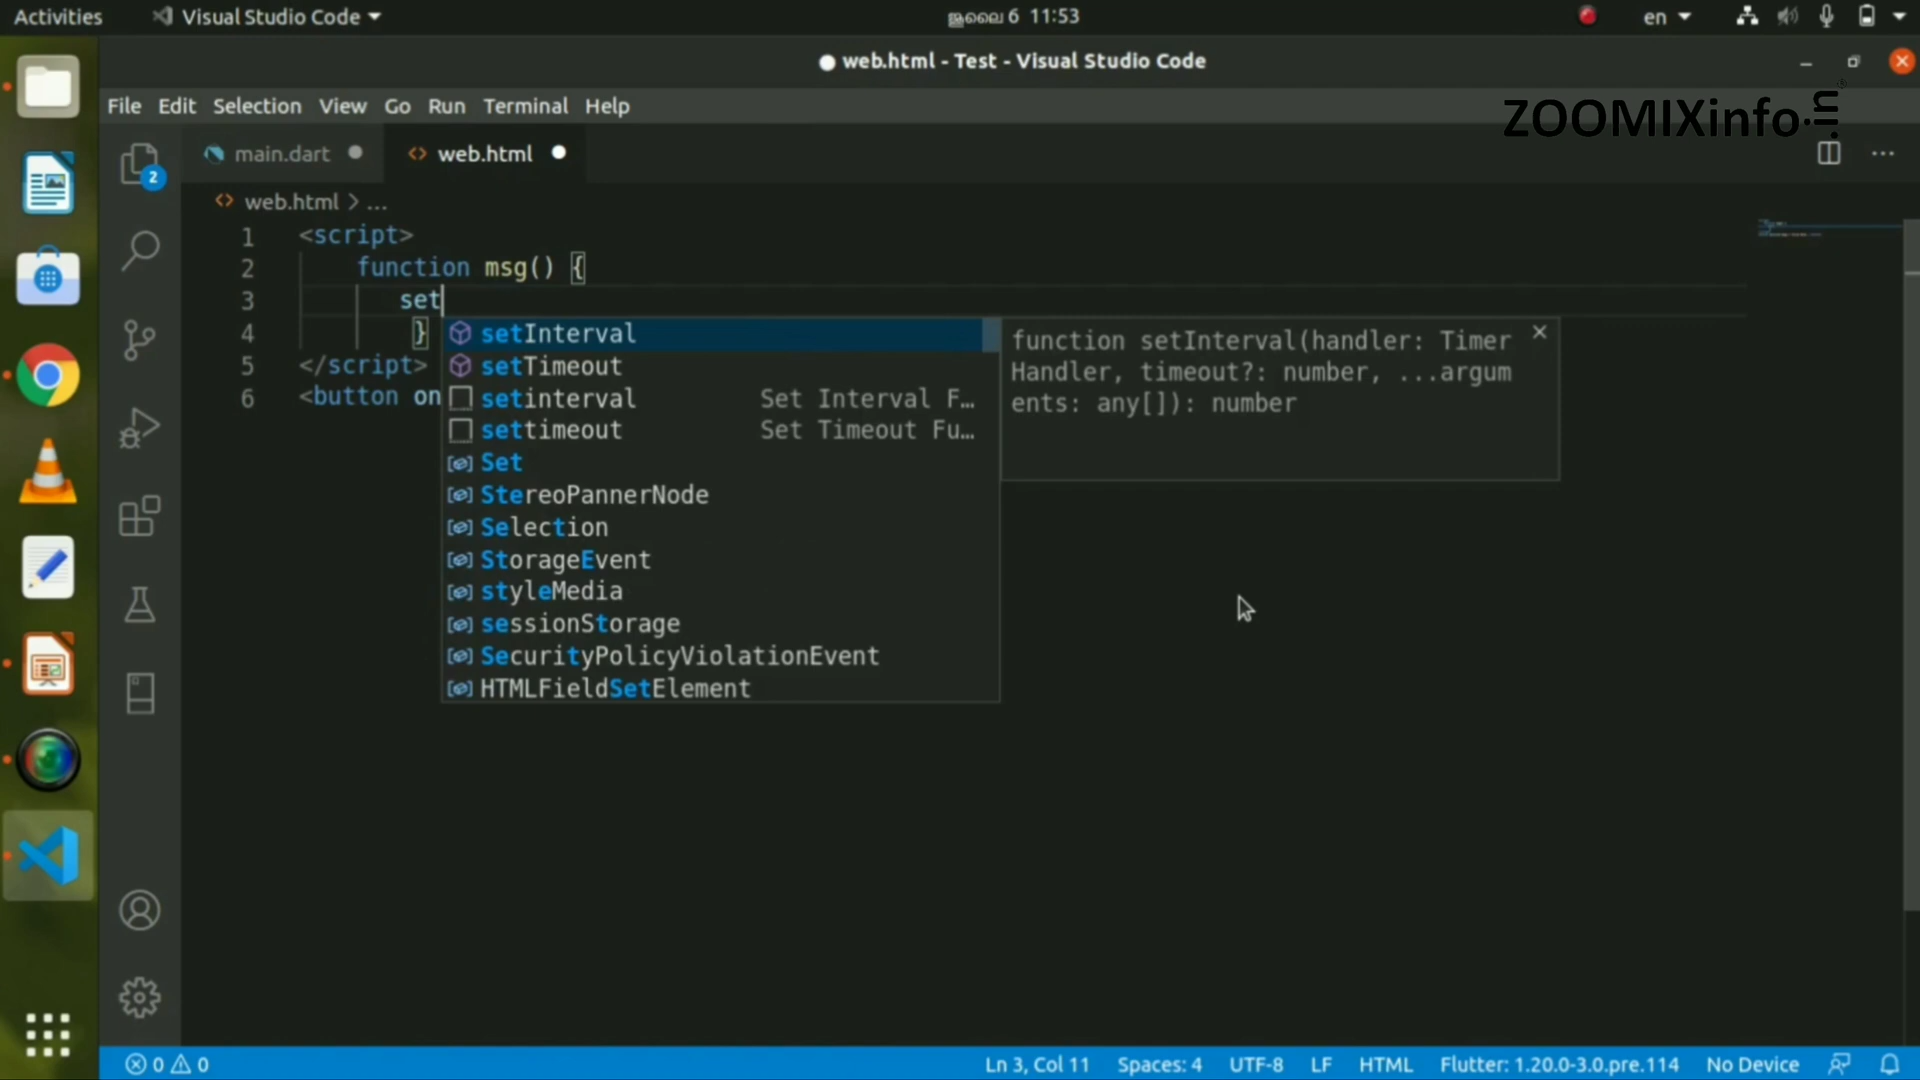 Activities Visual Studio Code ജൂലൈ 6 11:53 en
web.html - Test - Visual Studio Code
File Edit Selection View Go Run Terminal Help
ZOOMIXinfo.in
main.dart web.html
2
web.html > ...
1 <script>
2 function msg() {
3 set
4 }
5 </script>
6 <button on
setInterval
setTimeout
setinterval Set Interval F…
settimeout Set Timeout Fu…
Set
StereoPannerNode
Selection
StorageEvent
styleMedia
sessionStorage
SecurityPolicyViolationEvent
HTMLFieldSetElement
function setInterval(handler: Timer
Handler, timeout?: number, ...argum
ents: any[]): number
0 0 Ln 3, Col 11 Spaces: 4 UTF-8 LF HTML Flutter: 1.20.0-3.0.pre.114 No Device